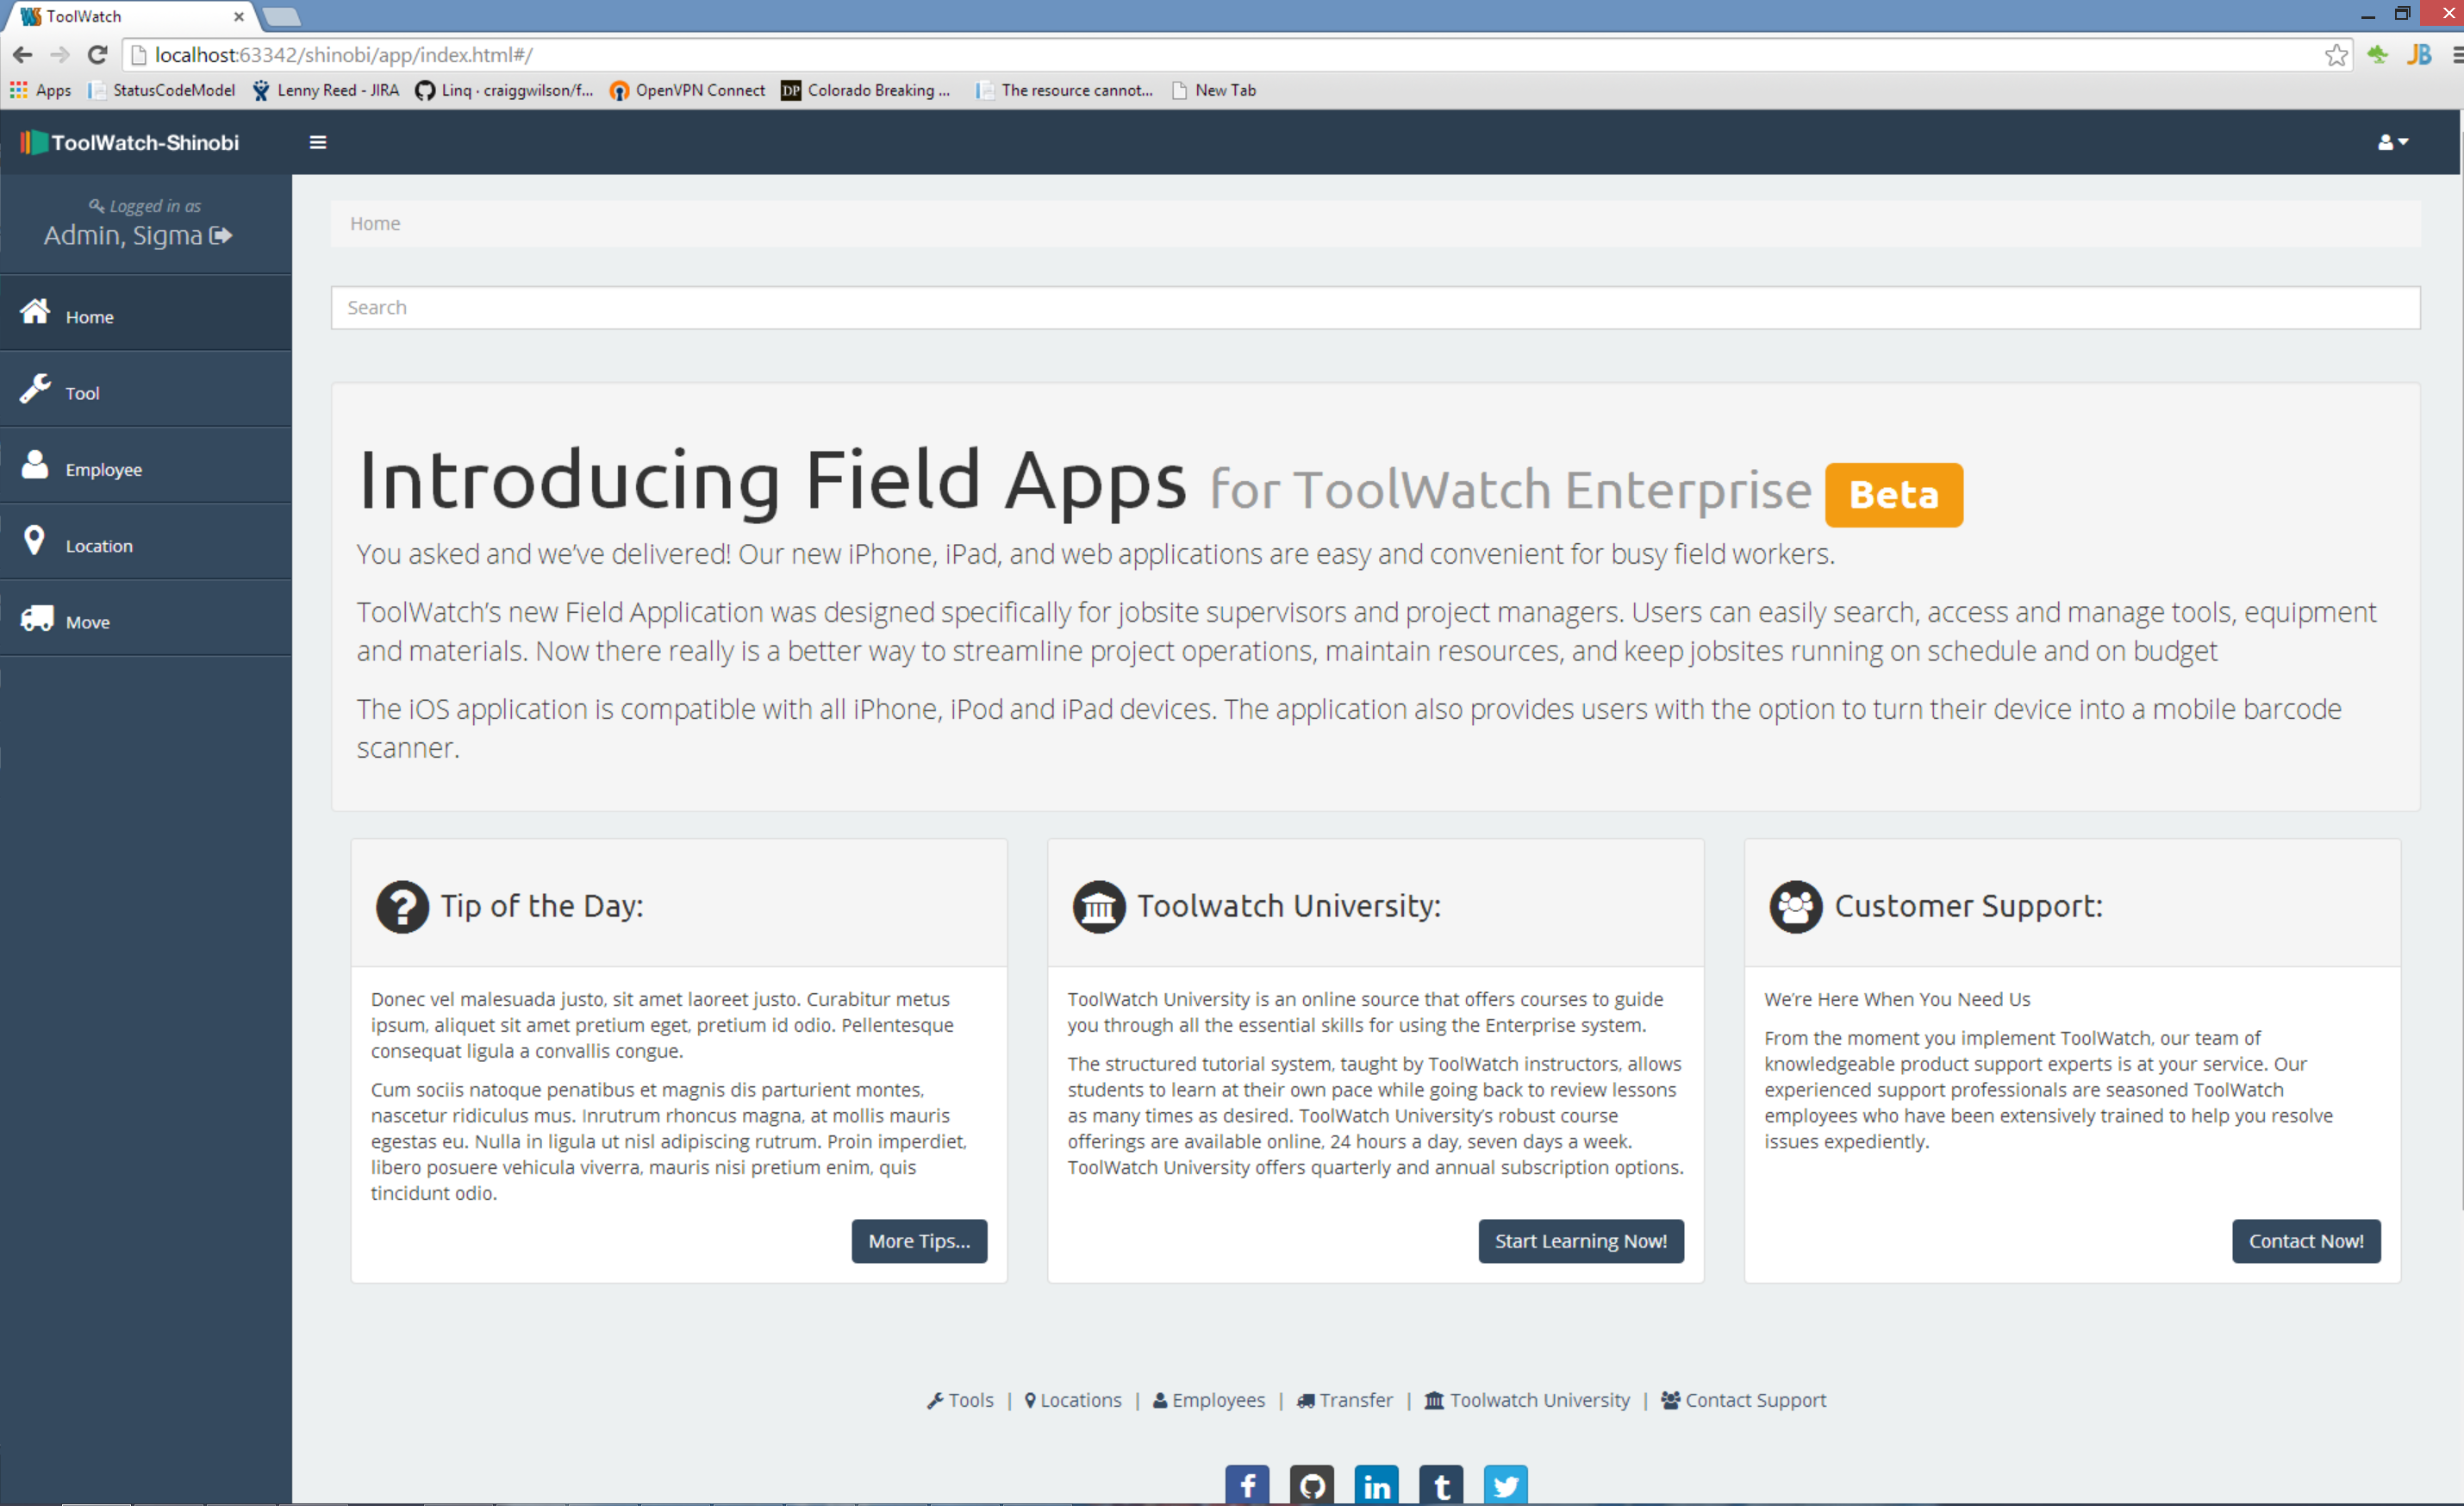 ToolWatch
localhost:63342/shinobi/app/index.html#/
Apps StatusCodeModel Lenny Reed - JIRA Linq · craiggwilson/f... OpenVPN Connect DP Colorado Breaking ... The resource cannot... New Tab JB
ToolWatch-Shinobi
Logged in as
Admin, Sigma
Home
Tool
Employee
Location
Move
Home
Search
Introducing Field Apps for ToolWatch Enterprise Beta
You asked and we've delivered! Our new iPhone, iPad, and web applications are easy and convenient for busy field workers.
ToolWatch's new Field Application was designed specifically for jobsite supervisors and project managers. Users can easily search, access and manage tools, equipment
and materials. Now there really is a better way to streamline project operations, maintain resources, and keep jobsites running on schedule and on budget
The iOS application is compatible with all iPhone, iPod and iPad devices. The application also provides users with the option to turn their device into a mobile barcode
scanner.
Tip of the Day:
Donec vel malesuada justo, sit amet laoreet justo. Curabitur metus
ipsum, aliquet sit amet pretium eget, pretium id odio. Pellentesque
consequat ligula a convallis congue.
Cum sociis natoque penatibus et magnis dis parturient montes,
nascetur ridiculus mus. Inrutrum rhoncus magna, at mollis mauris
egestas eu. Nulla in ligula ut nisl adipiscing rutrum. Proin imperdiet,
libero posuere vehicula viverra, mauris nisi pretium enim, quis
tincidunt odio.
More Tips...
Toolwatch University:
ToolWatch University is an online source that offers courses to guide
you through all the essential skills for using the Enterprise system.
The structured tutorial system, taught by ToolWatch instructors, allows
students to learn at their own pace while going back to review lessons
as many times as desired. ToolWatch University's robust course
offerings are available online, 24 hours a day, seven days a week.
ToolWatch University offers quarterly and annual subscription options.
Start Learning Now!
Customer Support:
We're Here When You Need Us
From the moment you implement ToolWatch, our team of
knowledgeable product support experts is at your service. Our
experienced support professionals are seasoned ToolWatch
employees who have been extensively trained to help you resolve
issues expediently.
Contact Now!
Tools | Locations | Employees | Transfer | Toolwatch University | Contact Support
f in t